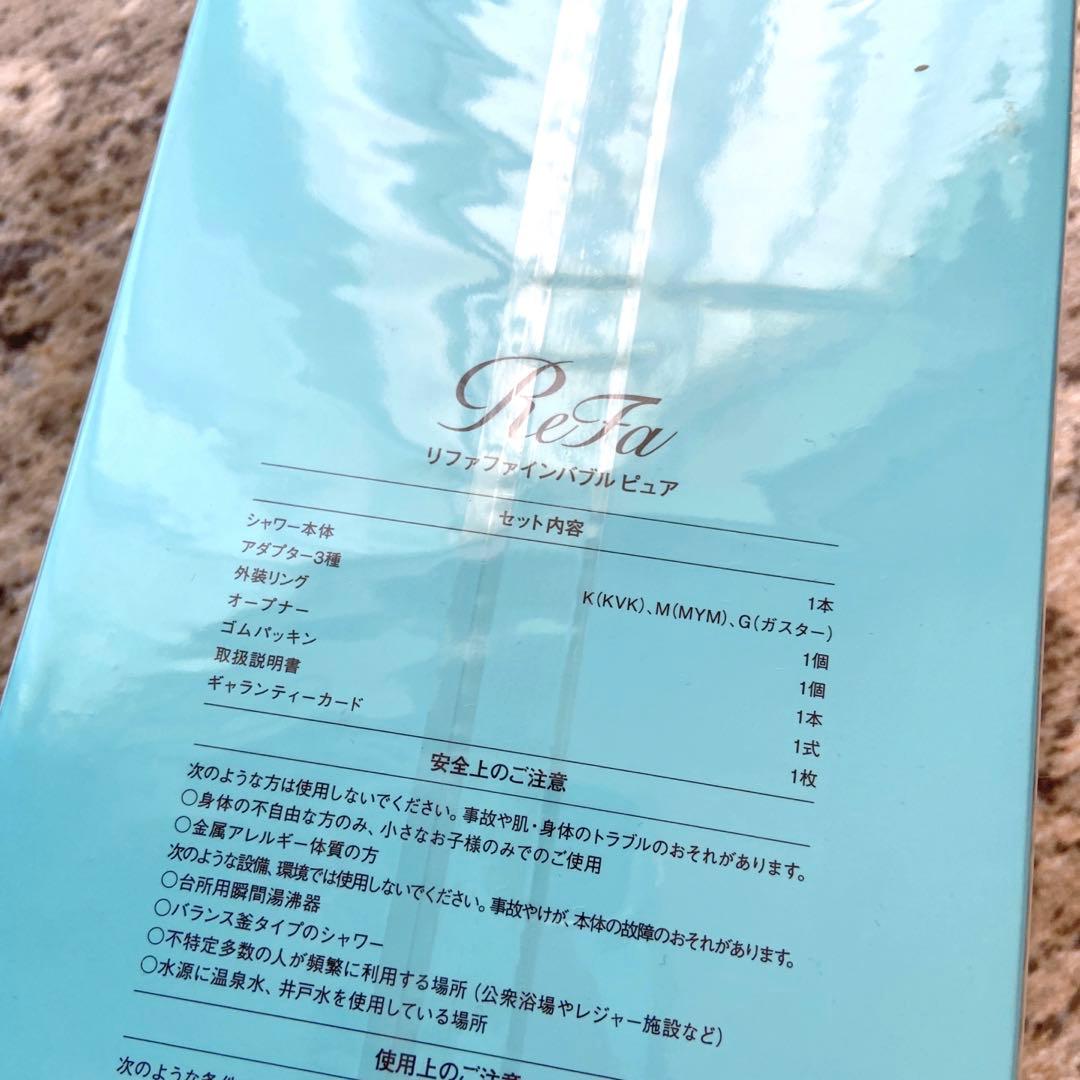 ReFa
リファファインバブル ピュア
セット内容
シャワー本体 1本
アダプター3種 K(KVK)、M(MYM)、G(ガスター)
外装リング 1個
オープナー 1個
ゴムパッキン 1本
取扱説明書 1式
ギャランティーカード 1枚
安全上のご注意
次のような方は使用しないでください。事故や肌・身体のトラブルのおそれがあります。
○身体の不自由な方のみ、小さなお子様のみでのご使用
○金属アレルギー体質の方
次のような設備、環境では使用しないでください。事故やけが、本体の故障のおそれがあります。
○台所用瞬間湯沸器
○バランス釜タイプのシャワー
○不特定多数の人が頻繁に利用する場所 (公衆浴場やレジャー施設など)
○水源に温泉水、井戸水を使用している場所
使用上のご注意
次のような条件